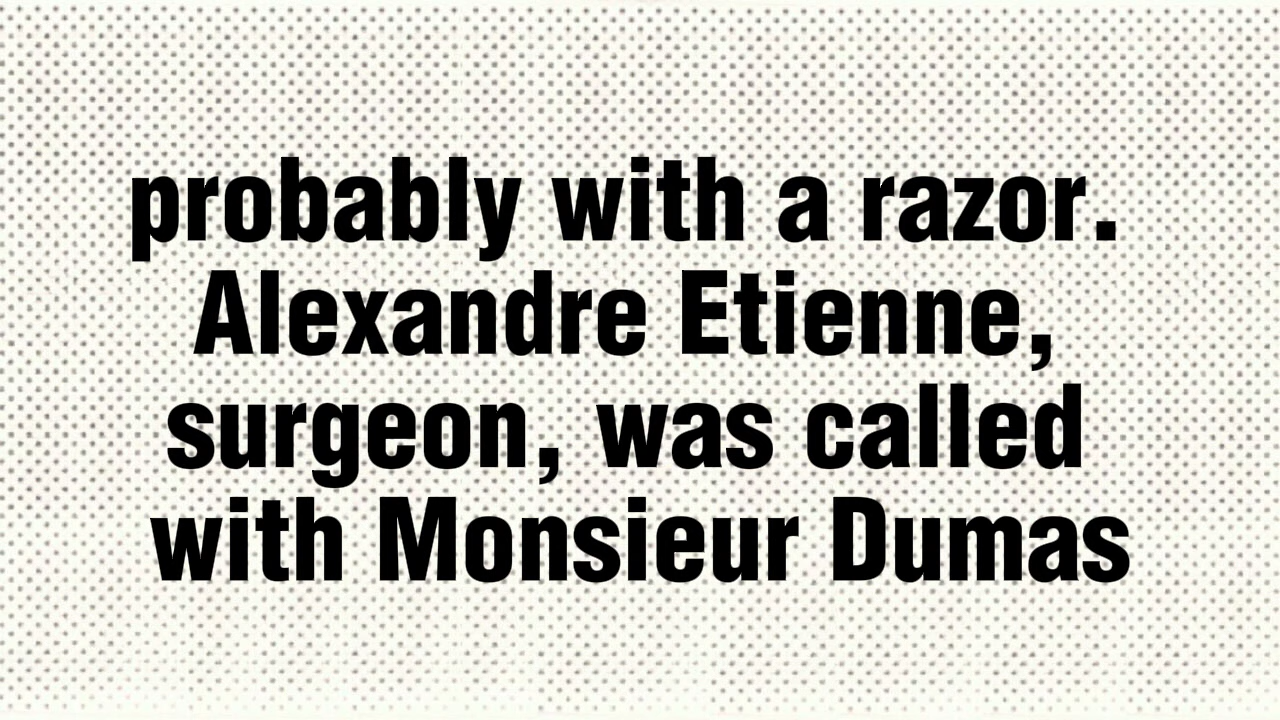 probably with a razor.
Alexandre Etienne,
surgeon, was called
with Monsieur Dumas